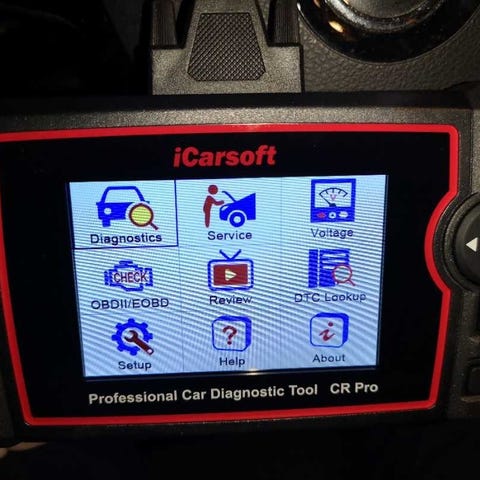 iCarsoft
Diagnostics
Service
Voltage
CHECK
OBDII/EOBD
Review
DTC Lookup
Setup
?
Help
i
About
Professional Car Diagnostic Tool CR Pro